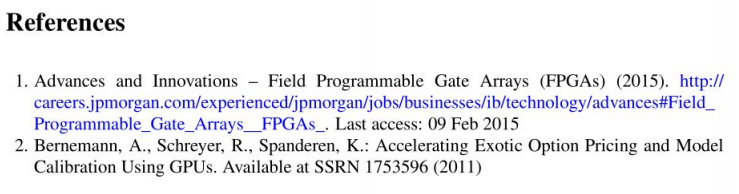 References
1. Advances and Innovations – Field Programmable Gate Arrays (FPGAs) (2015). http://
careers.jpmorgan.com/experienced/jpmorgan/jobs/businesses/ib/technology/advances#Field_
Programmable_Gate_Arrays__FPGAs_. Last access: 09 Feb 2015
2. Bernemann, A., Schreyer, R., Spanderen, K.: Accelerating Exotic Option Pricing and Model
Calibration Using GPUs. Available at SSRN 1753596 (2011)